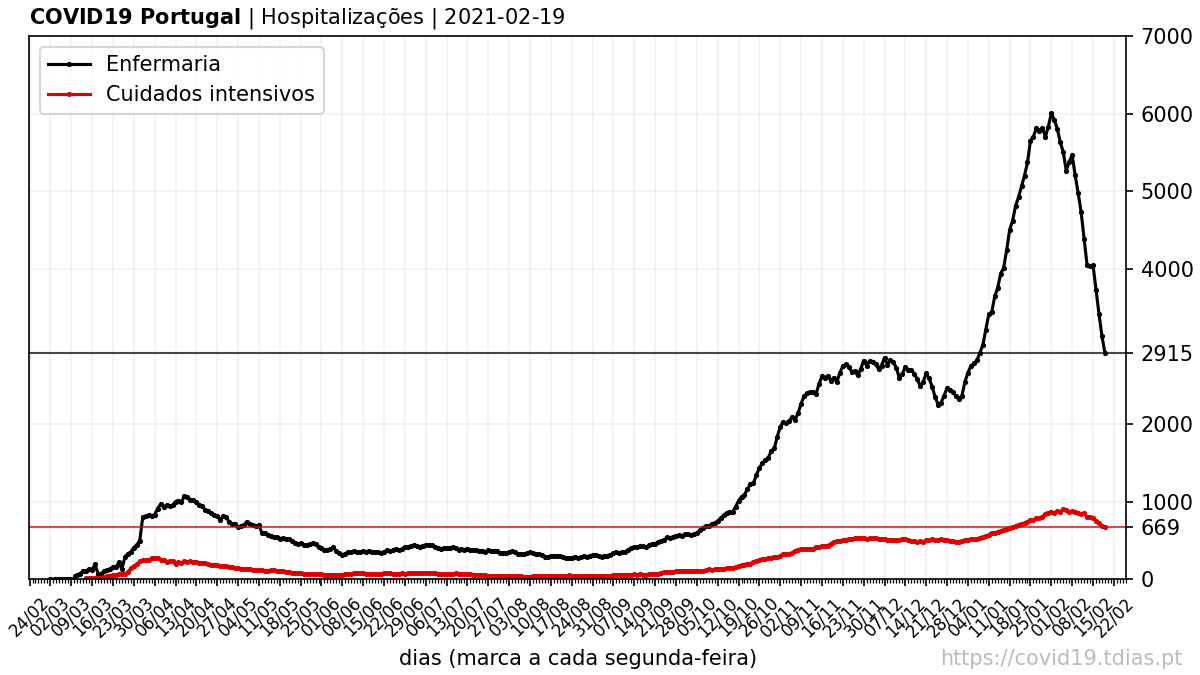 COVID19 Portugal | Hospitalizações | 2021-02-19
Enfermaria
Cuidados intensivos
7000
6000
5000
4000
2915
2000
1000
669
0
24/02 02/03 09/03 16/03 23/03 30/03 06/04 13/04 20/04 27/04 04/05 11/05 18/05 25/05 01/06 08/06 15/06 22/06 29/06 06/07 13/07 20/07 27/07 03/08 10/08 17/08 24/08 31/08 07/09 14/09 21/09 28/09 05/10 12/10 19/10 26/10 02/11 09/11 16/11 23/11 30/11 07/12 14/12 21/12 28/12 04/01 11/01 18/01 25/01 01/02 08/02 15/02 22/02
dias (marca a cada segunda-feira)
https://covid19.tdias.pt